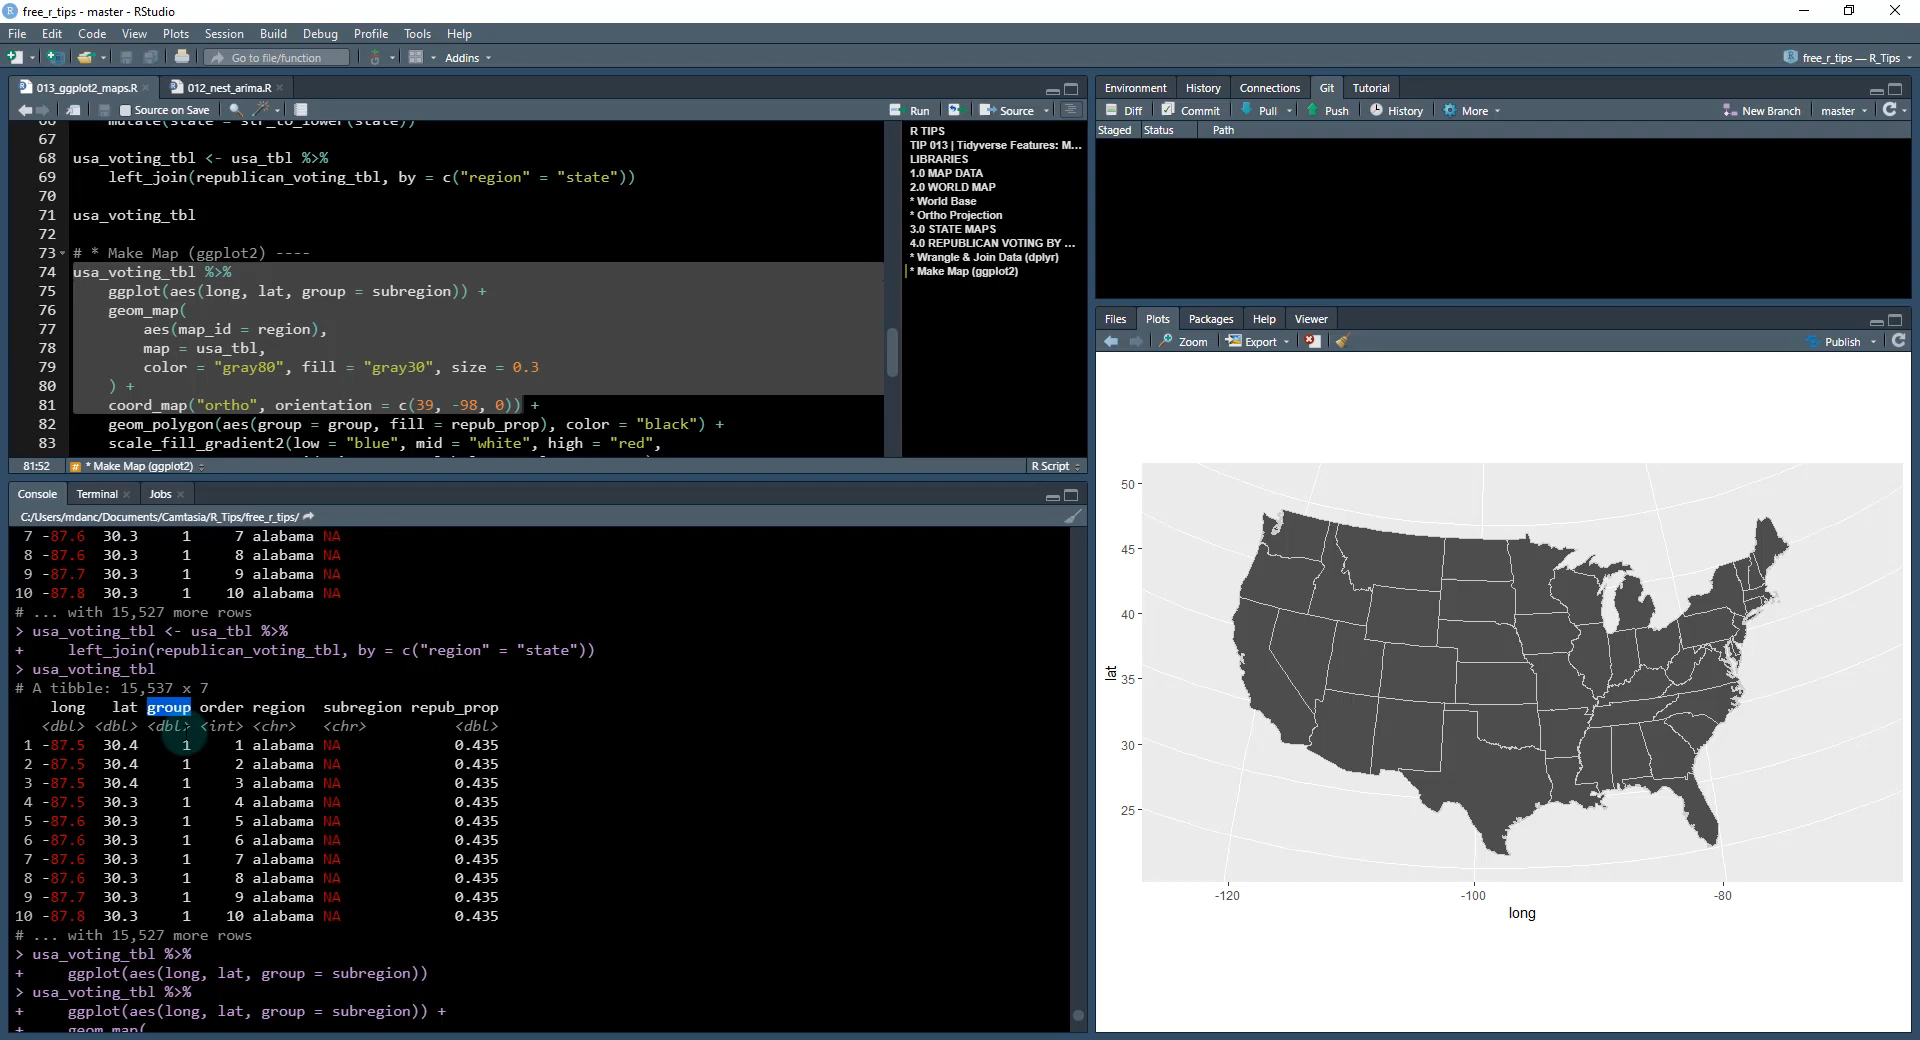 free_r_tips - master - RStudio
File Edit Code View Plots Session Build Debug Profile Tools Help
Go to file/function Addins free_r_tips — R_Tips
013_ggplot2_maps.R 012_nest_arima.R
Source on Save Run Source
66 mutate(state = str_to_lower(state))
67
68 usa_voting_tbl <- usa_tbl %>%
69 left_join(republican_voting_tbl, by = c("region" = "state"))
70
71 usa_voting_tbl
72
73 # * Make Map (ggplot2) ----
74 usa_voting_tbl %>%
75 ggplot(aes(long, lat, group = subregion)) +
76 geom_map(
77 aes(map_id = region),
78 map = usa_tbl,
79 color = "gray80", fill = "gray30", size = 0.3
80 ) +
81 coord_map("ortho", orientation = c(39, -98, 0)) +
82 geom_polygon(aes(group = group, fill = repub_prop), color = "black") +
83 scale_fill_gradient2(low = "blue", mid = "white", high = "red",
81:52 # * Make Map (ggplot2) R Script
R TIPS
TIP 013 | Tidyverse Features: M...
LIBRARIES
1.0 MAP DATA
2.0 WORLD MAP
* World Base
* Ortho Projection
3.0 STATE MAPS
4.0 REPUBLICAN VOTING BY ...
* Wrangle & Join Data (dplyr)
* Make Map (ggplot2)
Console Terminal Jobs
C:/Users/mdanc/Documents/Camtasia/R_Tips/free_r_tips/
7 -87.6 30.3 1 7 alabama NA
8 -87.6 30.3 1 8 alabama NA
9 -87.7 30.3 1 9 alabama NA
10 -87.8 30.3 1 10 alabama NA
# ... with 15,527 more rows
> usa_voting_tbl <- usa_tbl %>%
+ left_join(republican_voting_tbl, by = c("region" = "state"))
> usa_voting_tbl
# A tibble: 15,537 x 7
long lat group order region subregion repub_prop
<dbl> <dbl> <dbl> <int> <chr> <chr> <dbl>
1 -87.5 30.4 1 1 alabama NA 0.435
2 -87.5 30.4 1 2 alabama NA 0.435
3 -87.5 30.4 1 3 alabama NA 0.435
4 -87.5 30.3 1 4 alabama NA 0.435
5 -87.6 30.3 1 5 alabama NA 0.435
6 -87.6 30.3 1 6 alabama NA 0.435
7 -87.6 30.3 1 7 alabama NA 0.435
8 -87.6 30.3 1 8 alabama NA 0.435
9 -87.7 30.3 1 9 alabama NA 0.435
10 -87.8 30.3 1 10 alabama NA 0.435
# ... with 15,527 more rows
> usa_voting_tbl %>%
+ ggplot(aes(long, lat, group = subregion))
> usa_voting_tbl %>%
+ ggplot(aes(long, lat, group = subregion)) +
+ geom_map(
Environment History Connections Git Tutorial
Diff Commit Pull Push History More New Branch master
Staged Status Path
Files Plots Packages Help Viewer
Zoom Export Publish
50
45
40
35
30
25
lat
-120 -100 -80
long